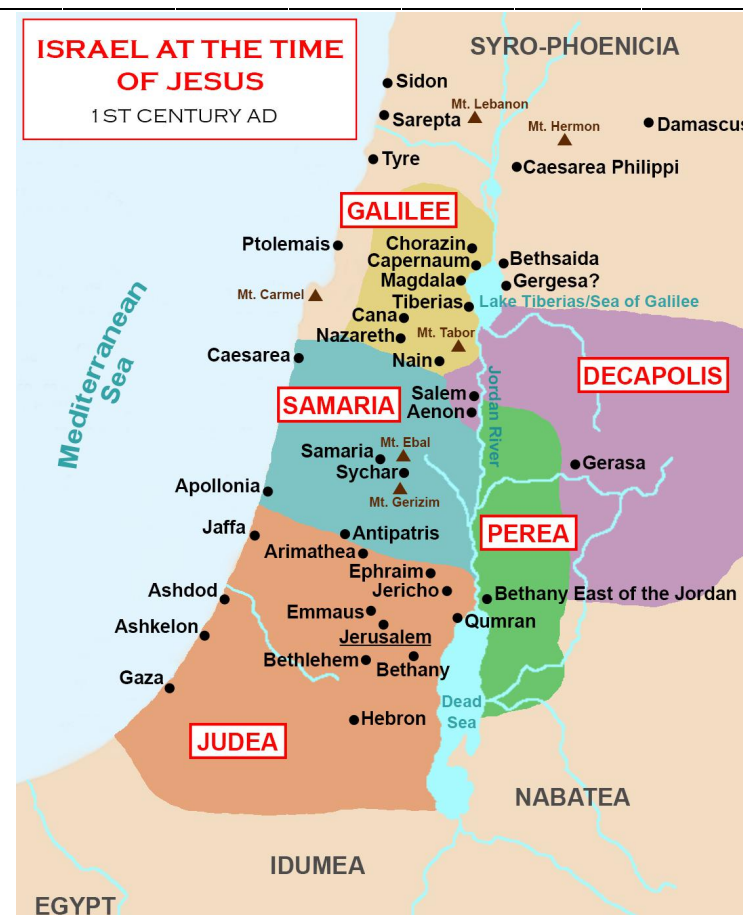 ISRAEL AT THE TIME
OF JESUS
1ST CENTURY AD
SYRO-PHOENICIA
Sidon
Mt. Lebanon
Sarepta
Mt. Hermon
Damascus
Tyre
Caesarea Philippi
GALILEE
Ptolemais
Chorazin
Bethsaida
Capernaum
Magdala
Gergesa?
Mt. Carmel
Tiberias
Lake Tiberias/Sea of Galilee
Cana
Nazareth
Mt. Tabor
Caesarea
Nain
Mediterranean
Sea
Jordan River
DECAPOLIS
SAMARIA
Salem
Aenon
Mt. Ebal
Samaria
Sychar
Gerasa
Mt. Gerizim
Apollonia
Jaffa
Antipatris
PEREA
Arimathea
Ephraim
Jericho
Ashdod
Bethany East of the Jordan
Emmaus
Qumran
Ashkelon
Jerusalem
Bethlehem
Bethany
Gaza
Dead
Sea
Hebron
JUDEA
NABATEA
IDUMEA
EGYPT